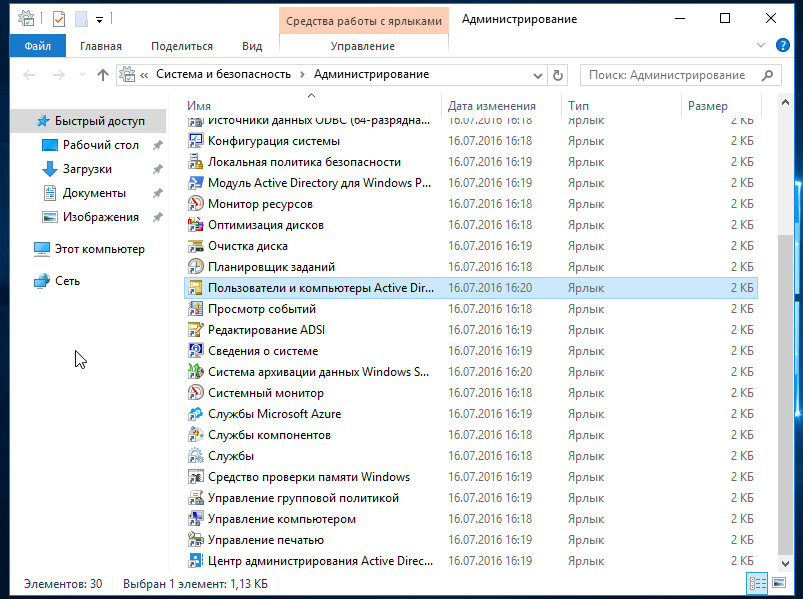 Средства работы с ярлыками
Администрирование
Файл
Главная
Поделиться
Вид
Управление
« Система и безопасность › Администрирование
Поиск: Администрирование
Имя
Дата изменения
Тип
Размер
Быстрый доступ
Рабочий стол
Загрузки
Документы
Изображения
Этот компьютер
Сеть
Источники данных ODBC (64-разрядна... 16.07.2016 16:18 Ярлык 2 КБ
Конфигурация системы 16.07.2016 16:18 Ярлык 2 КБ
Локальная политика безопасности 16.07.2016 16:19 Ярлык 2 КБ
Модуль Active Directory для Windows P... 16.07.2016 16:19 Ярлык 2 КБ
Монитор ресурсов 16.07.2016 16:18 Ярлык 2 КБ
Оптимизация дисков 16.07.2016 16:18 Ярлык 2 КБ
Очистка диска 16.07.2016 16:19 Ярлык 2 КБ
Планировщик заданий 16.07.2016 16:18 Ярлык 2 КБ
Пользователи и компьютеры Active Dir... 16.07.2016 16:20 Ярлык 2 КБ
Просмотр событий 16.07.2016 16:18 Ярлык 2 КБ
Редактирование ADSI 16.07.2016 16:19 Ярлык 2 КБ
Сведения о системе 16.07.2016 16:19 Ярлык 2 КБ
Система архивации данных Windows S... 16.07.2016 16:20 Ярлык 2 КБ
Системный монитор 16.07.2016 16:18 Ярлык 2 КБ
Службы Microsoft Azure 16.07.2016 16:19 Ярлык 2 КБ
Службы компонентов 16.07.2016 16:18 Ярлык 2 КБ
Службы 16.07.2016 16:18 Ярлык 2 КБ
Средство проверки памяти Windows 16.07.2016 16:19 Ярлык 2 КБ
Управление групповой политикой 16.07.2016 16:19 Ярлык 2 КБ
Управление компьютером 16.07.2016 16:18 Ярлык 2 КБ
Управление печатью 16.07.2016 16:19 Ярлык 2 КБ
Центр администрирования Active Direc... 16.07.2016 16:19 Ярлык 2 КБ
Элементов: 30
Выбран 1 элемент: 1,13 КБ